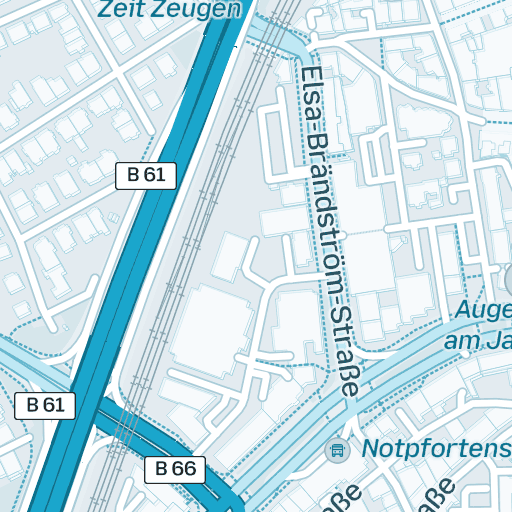 Zeit Zeugen
Elsa-Brändström-Straße
B 61
Auge
am Ja
B 61
Notpfortens
B 66
aße
aße